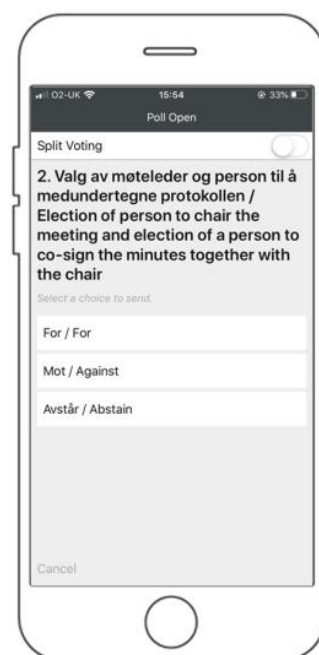 O2-UK 15:54 33%
Poll Open
Split Voting
2. Valg av møteleder og person til å
medundertegne protokollen /
Election of person to chair the
meeting and election of a person to
co-sign the minutes together with
the chair
Select a choice to send.
For / For
Mot / Against
Avstår / Abstain
Cancel